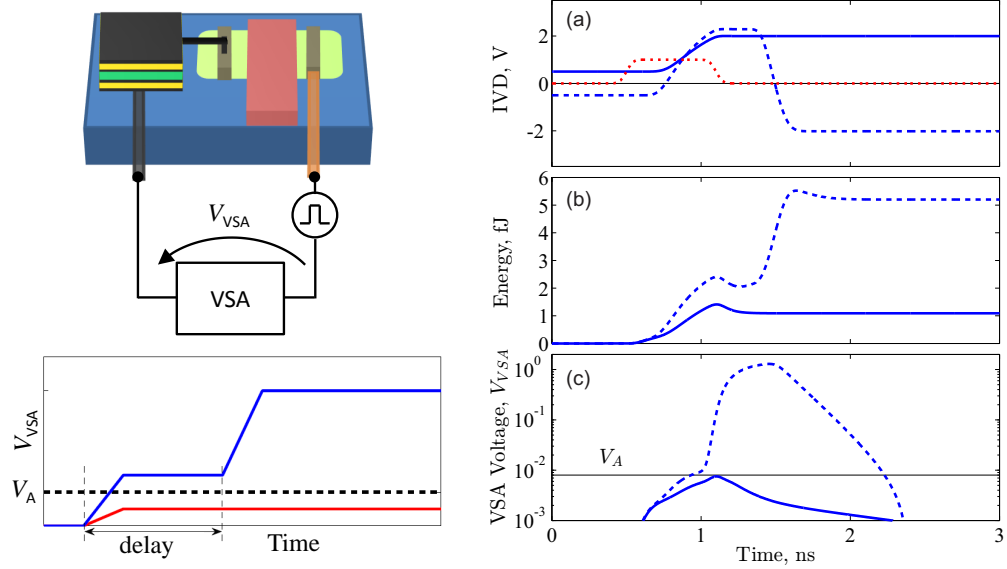 V_VSA
VSA
V_VSA
V_A
delay
Time
(a)
IVD, V
2
0
-2
(b)
Energy, fJ
6
5
4
3
2
1
0
(c)
VSA Voltage, V_VSA
10^0
10^-1
10^-2
10^-3
V_A
0
1
2
3
Time, ns